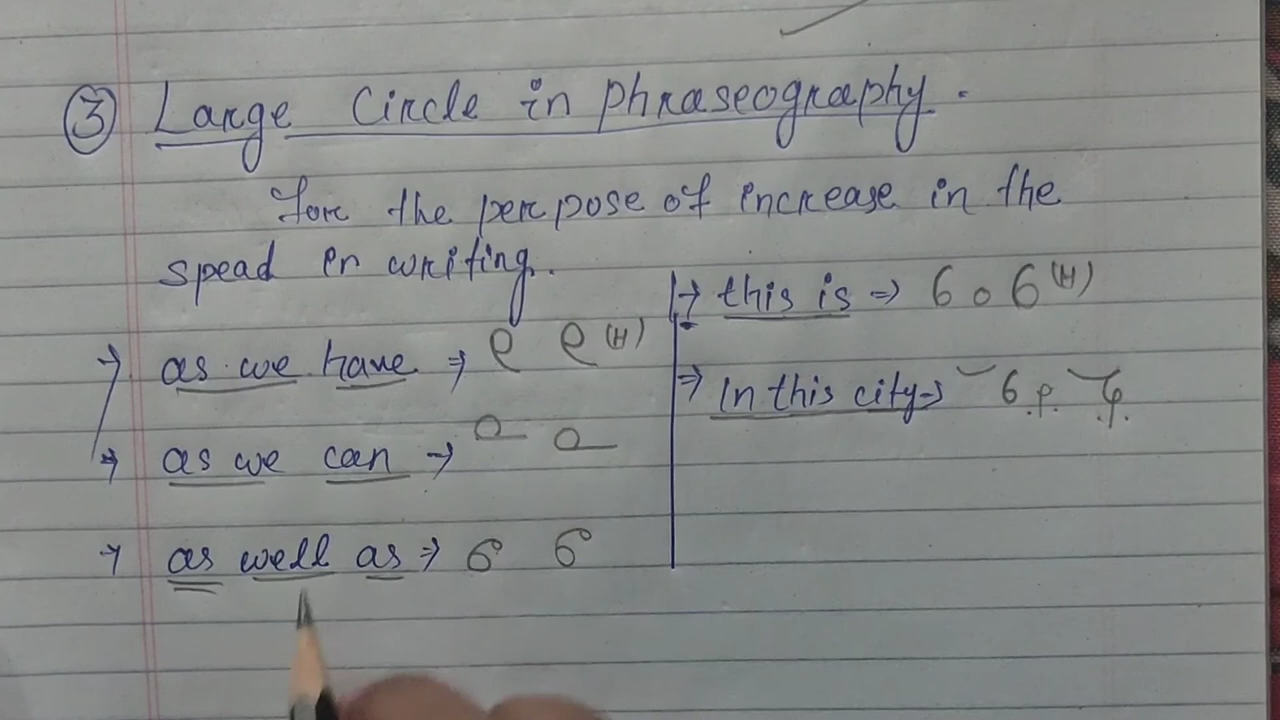 ③ Large Circle in phraseography.
for the perpose of increase in the
spead in writing.
→ as we have ⇒ (H)
→ as we can →
→ as well as ⇒
→ this is ⇒ (H)
⇒ In this city ⇒